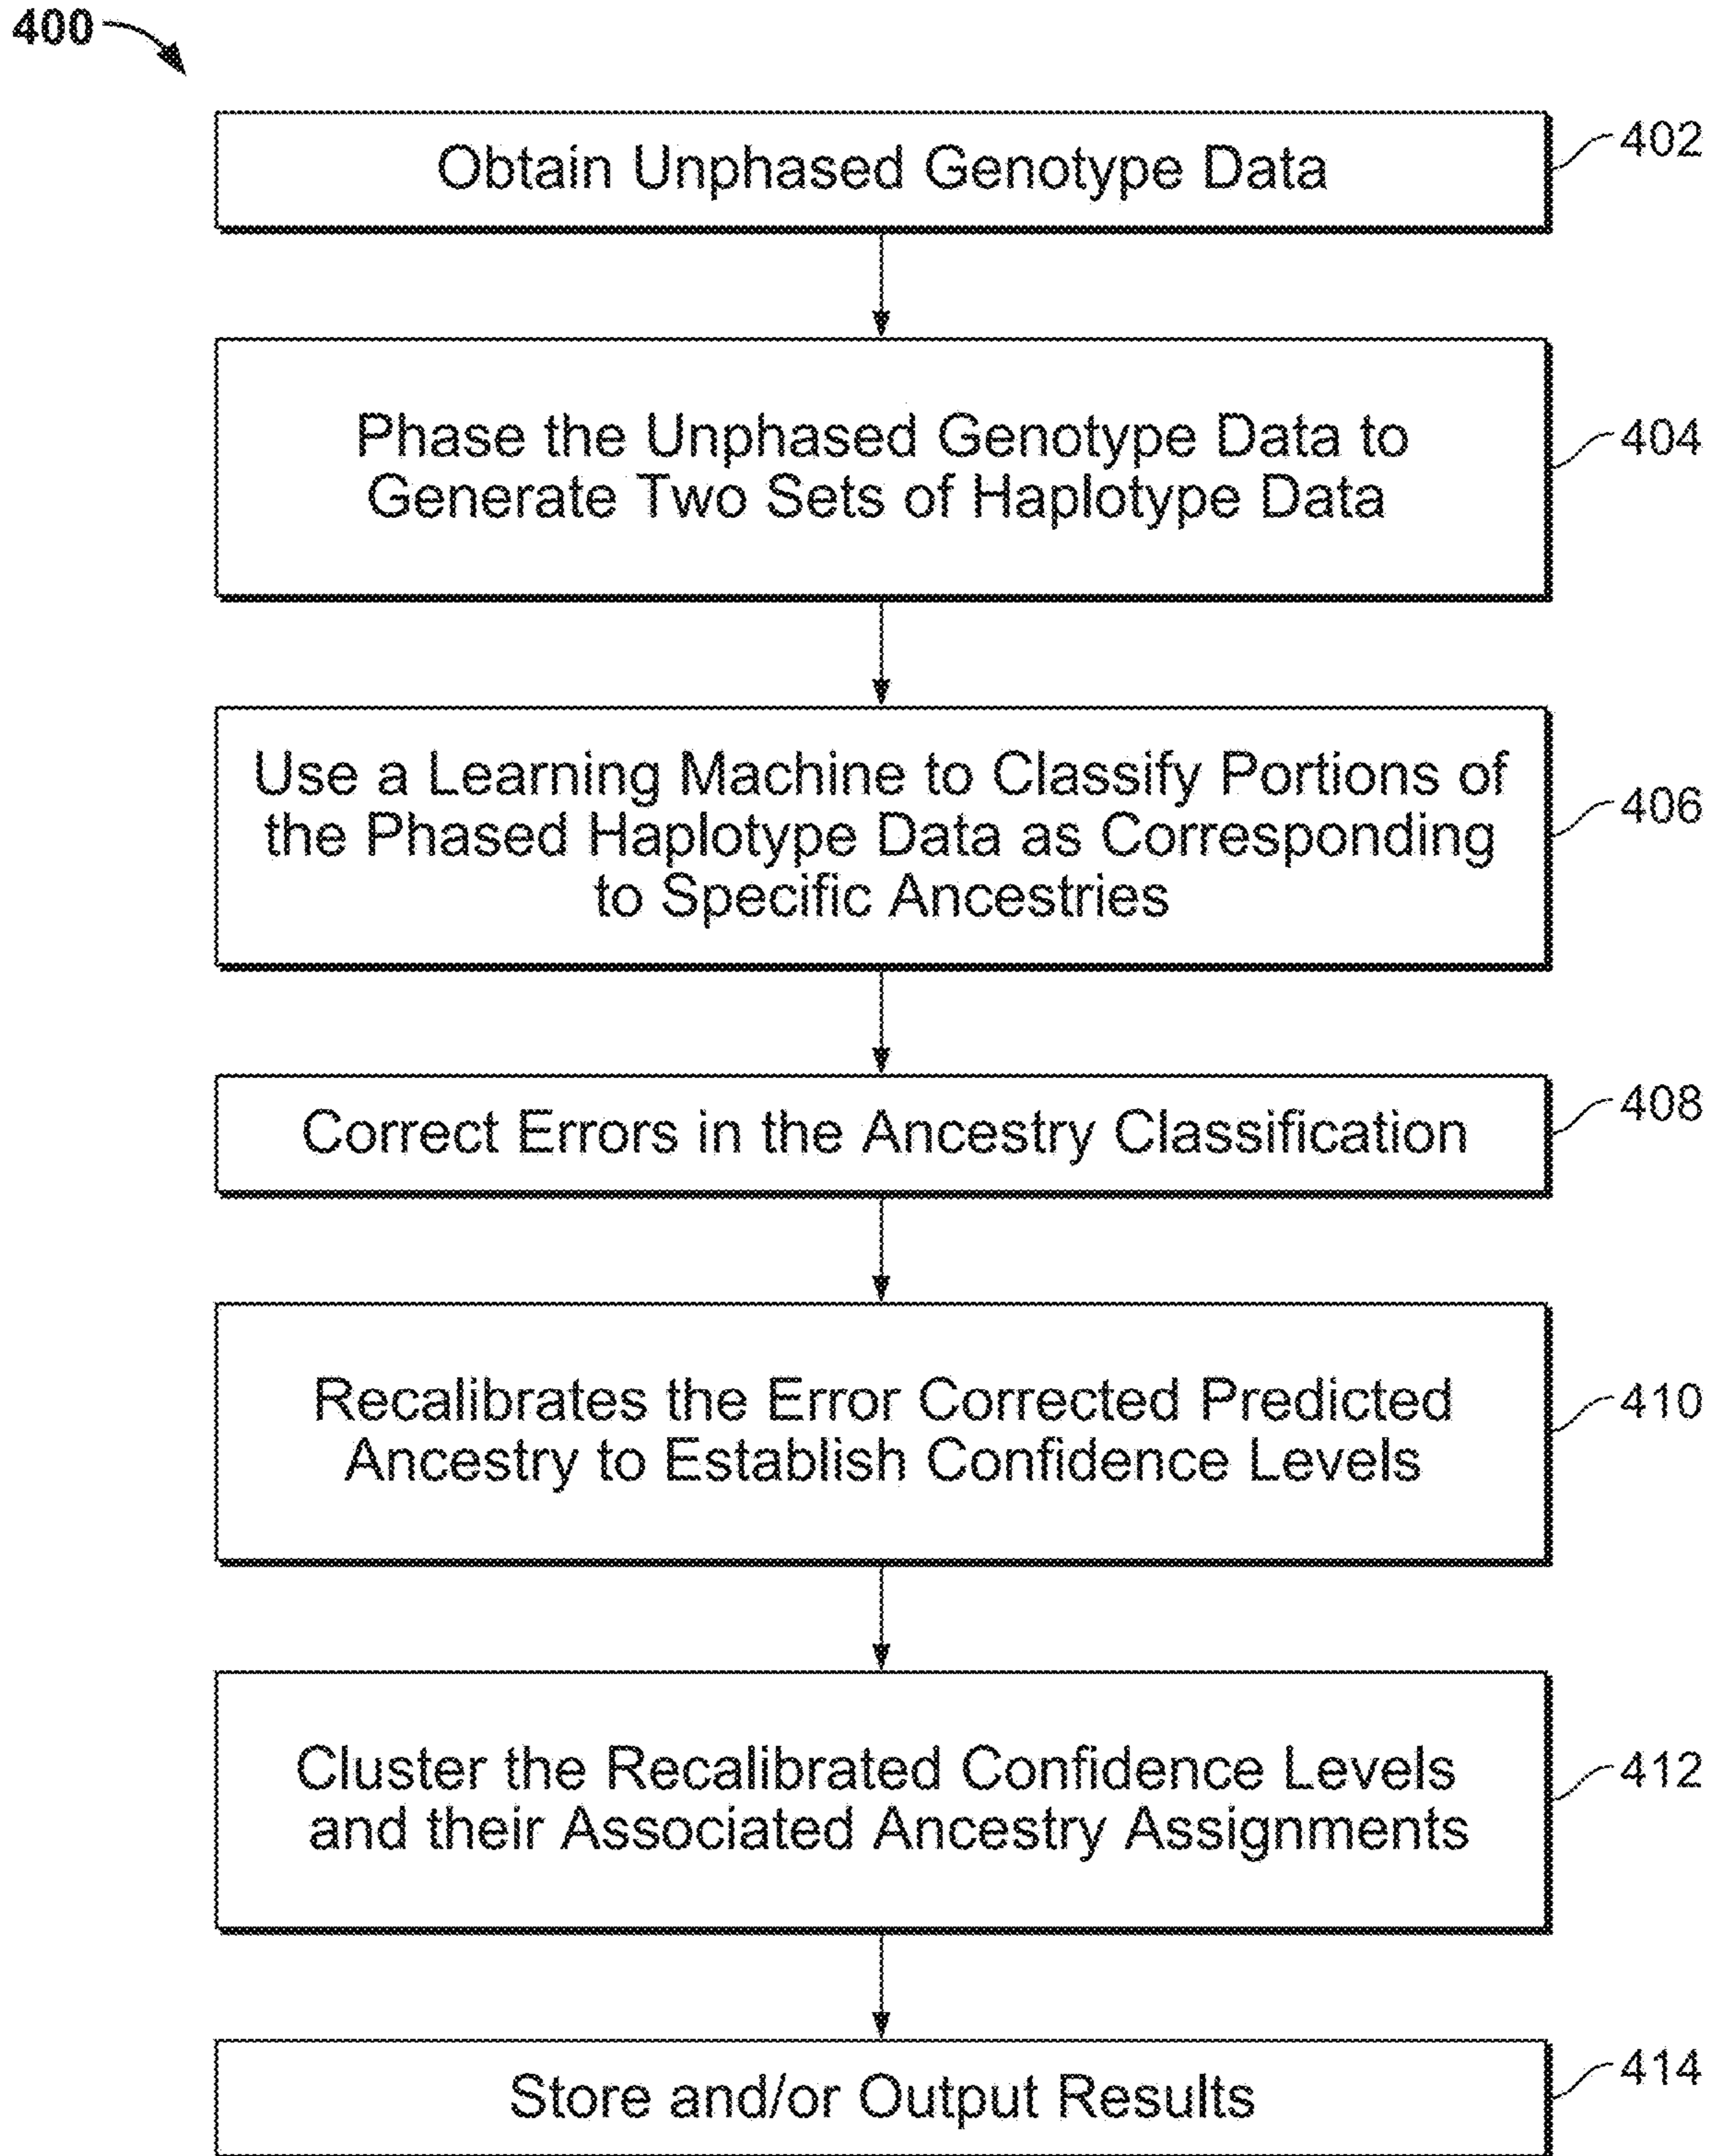 400
Obtain Unphased Genotype Data
402
Phase the Unphased Genotype Data to
Generate Two Sets of Haplotype Data
404
Use a Learning Machine to Classify Portions of
the Phased Haplotype Data as Corresponding
to Specific Ancestries
406
Correct Errors in the Ancestry Classification
408
Recalibrates the Error Corrected Predicted
Ancestry to Establish Confidence Levels
410
Cluster the Recalibrated Confidence Levels
and their Associated Ancestry Assignments
412
Store and/or Output Results
414